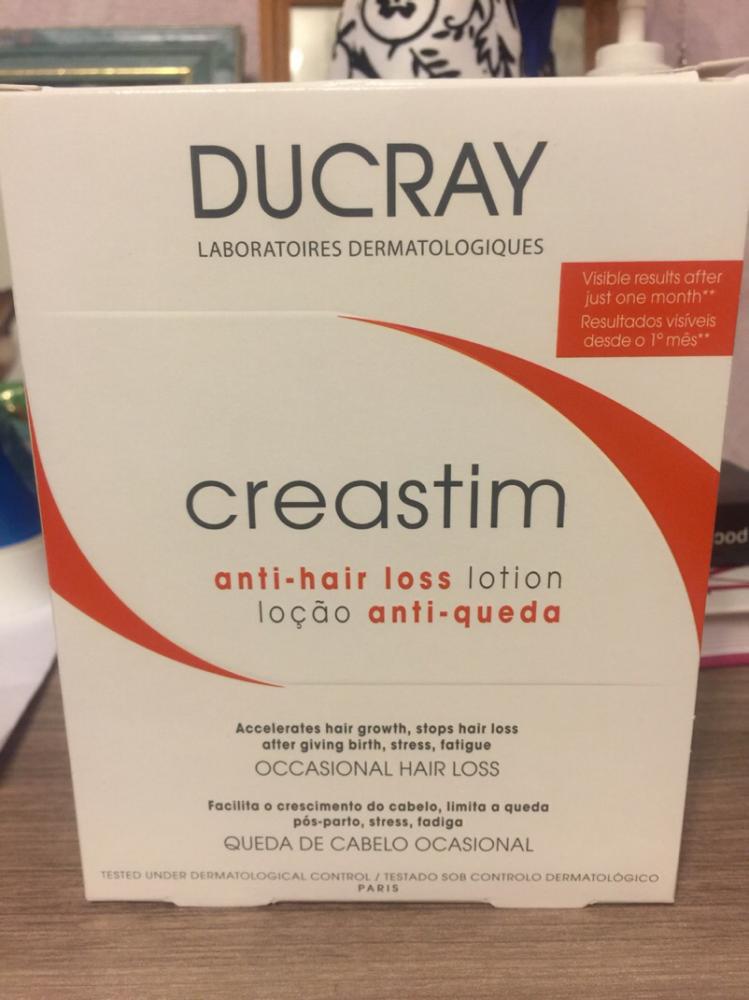 DUCRAY
LABORATOIRES DERMATOLOGIQUES
Visible results after
just one month**
Resultados visíveis
desde o 1º mês**
creastim
anti-hair loss lotion
loção anti-queda
Accelerates hair growth, stops hair loss
after giving birth, stress, fatigue
OCCASIONAL HAIR LOSS
Facilita o crescimento do cabelo, limita a queda
pós-parto, stress, fadiga
QUEDA DE CABELO OCASIONAL
TESTED UNDER DERMATOLOGICAL CONTROL / TESTADO SOB CONTROLO DERMATOLÓGICO
PARIS